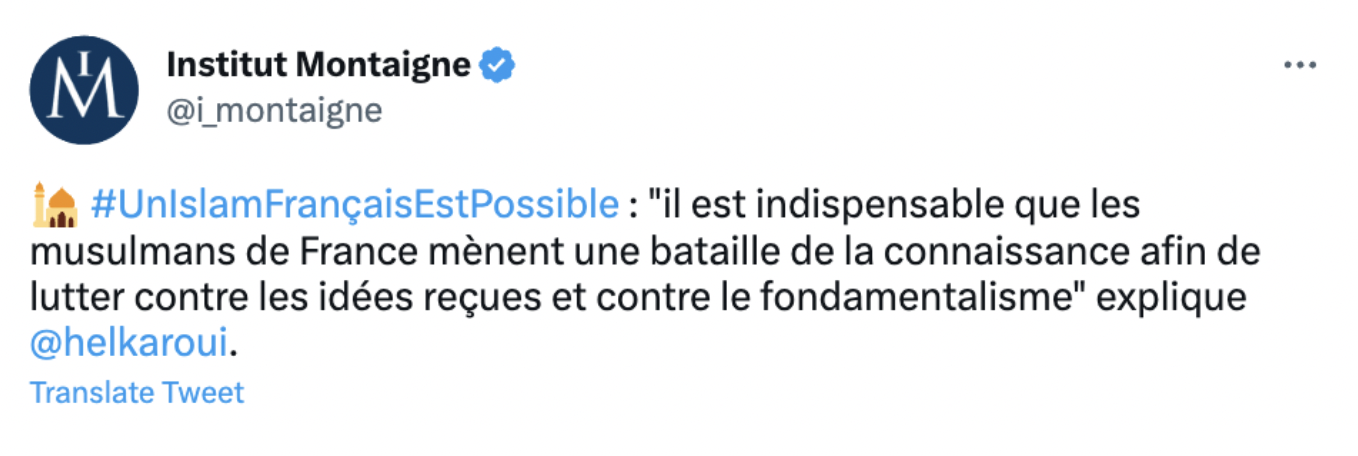 IM
Institut Montaigne
@i_montaigne
#UnIslamFrançaisEstPossible : "il est indispensable que les
musulmans de France mènent une bataille de la connaissance afin de
lutter contre les idées reçues et contre le fondamentalisme" explique
@helkaroui.
Translate Tweet